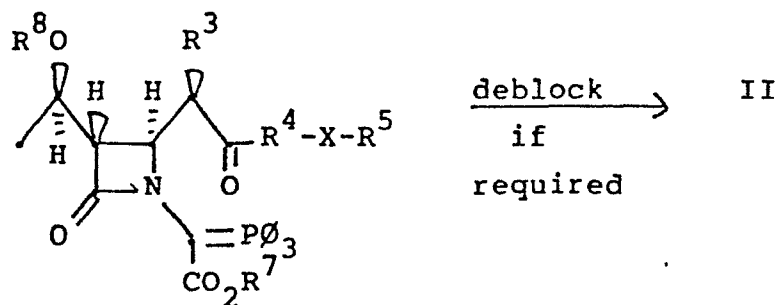 R⁸O R³
H H deblock II
R⁴-X-R⁵ if
H O required
N
O PØ₃
CO₂R⁷